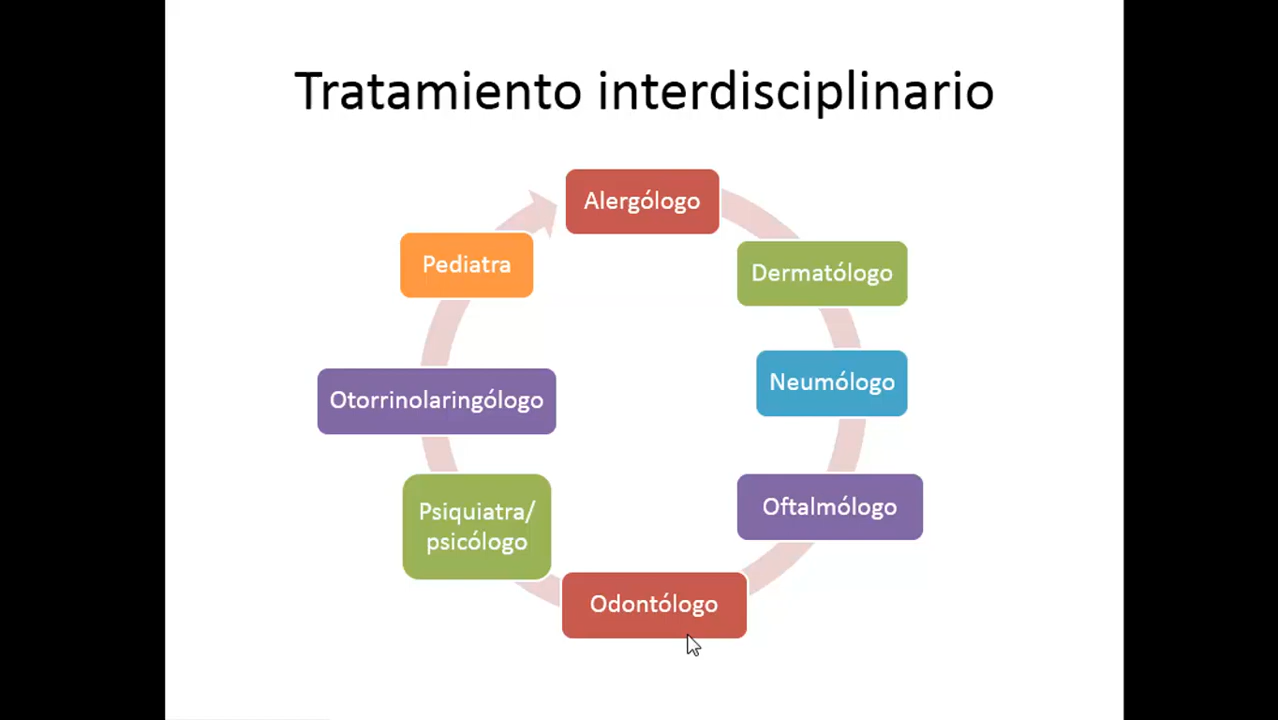 Tratamiento interdisciplinario
Alergólogo
Dermatólogo
Neumólogo
Oftalmólogo
Odontólogo
Psiquiatra/
psicólogo
Otorrinolaringólogo
Pediatra